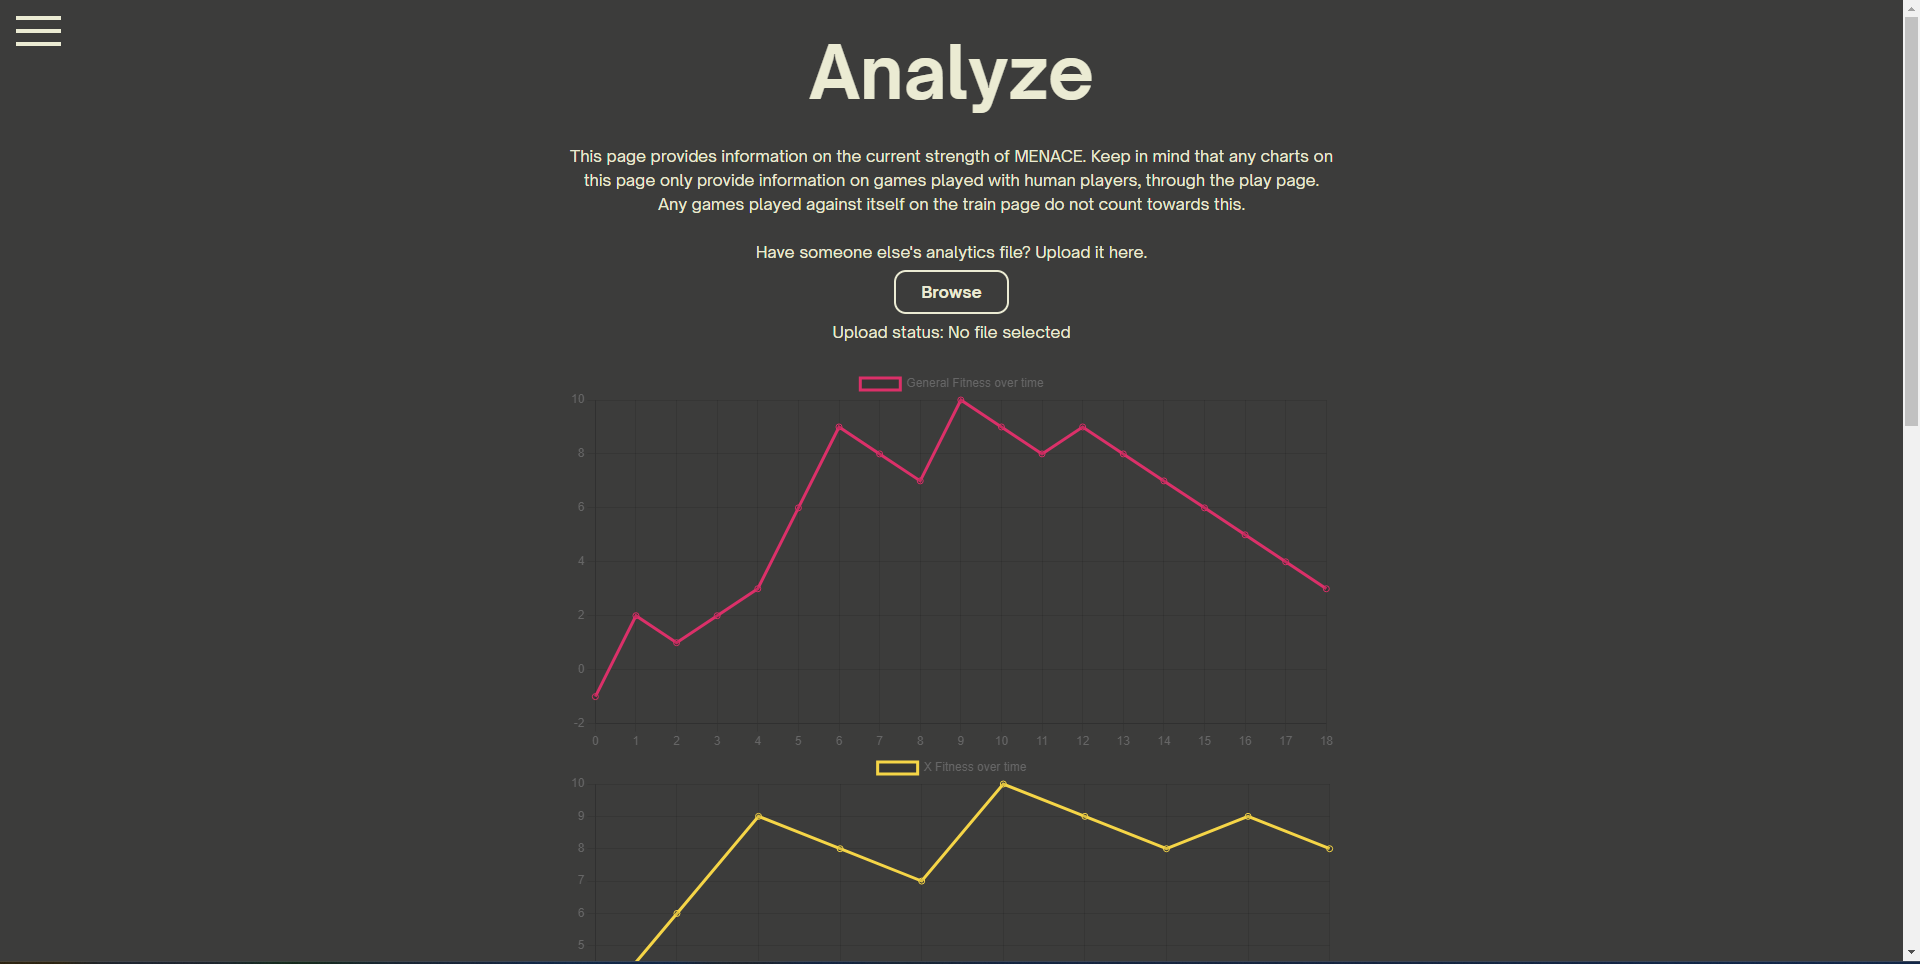 Analyze
This page provides information on the current strength of MENACE. Keep in mind that any charts on
this page only provide information on games played with human players, through the play page.
Any games played against itself on the train page do not count towards this.
Have someone else's analytics file? Upload it here.
Browse
Upload status: No file selected
General Fitness over time
10
8
6
4
2
0
-2
0 1 2 3 4 5 6 7 8 9 10 11 12 13 14 15 16 17 18
X Fitness over time
10
9
8
7
6
5